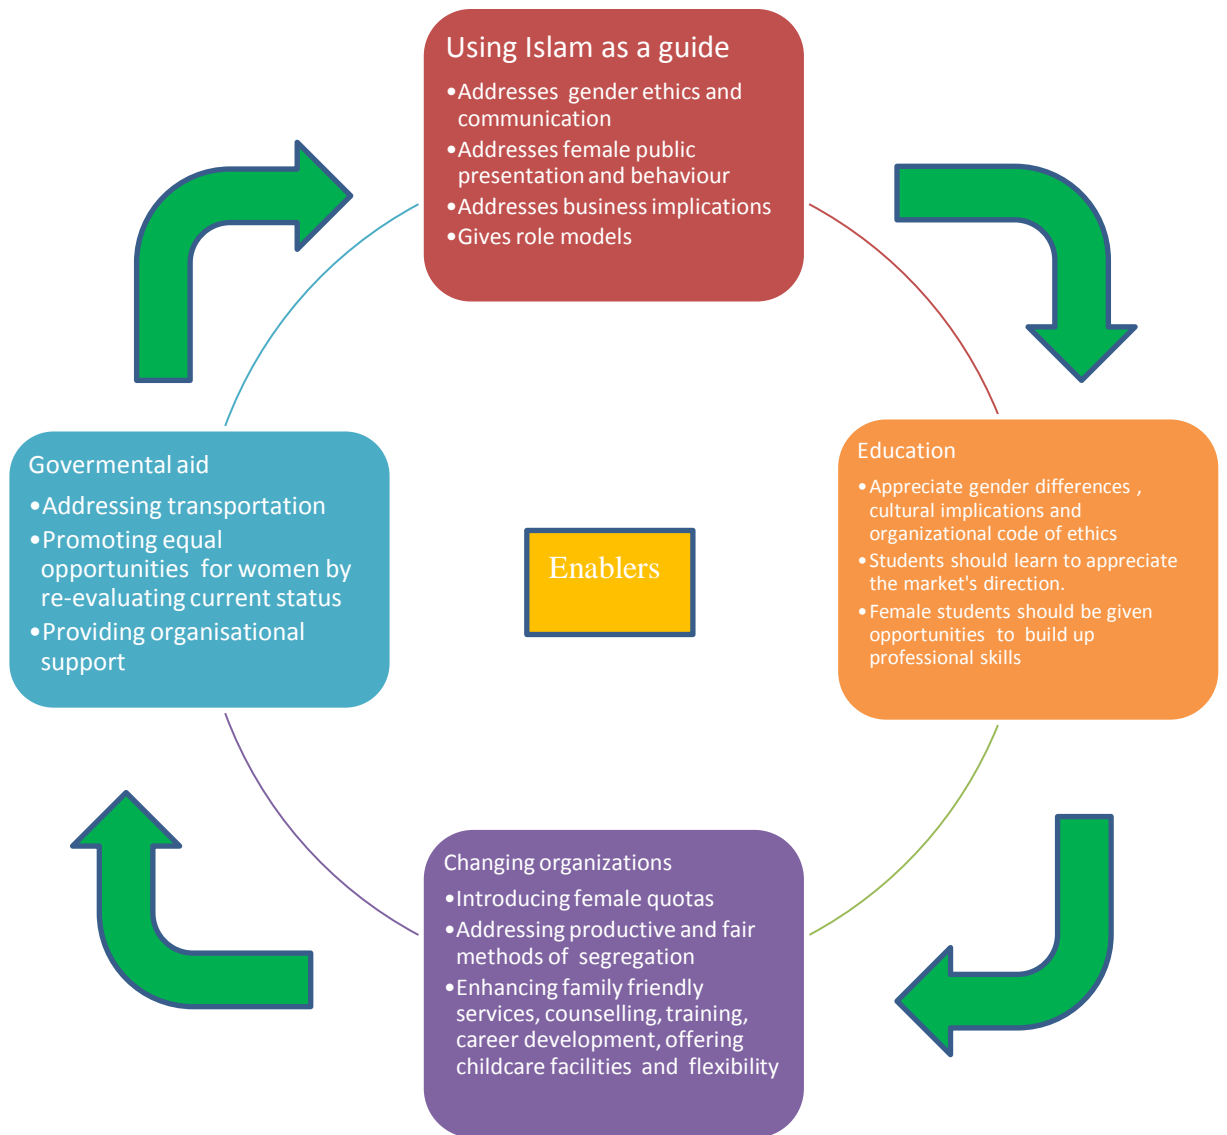 Using Islam as a guide
•Addresses gender ethics and
communication
•Addresses female public
presentation and behaviour
•Addresses business implications
•Gives role models
Education
•Appreciate gender differences ,
cultural implications and
organizational code of ethics
•Students should learn to appreciate
the market's direction.
•Female students should be given
opportunities to build up
professional skills
Enablers
Changing organizations
•Introducing female quotas
•Addressing productive and fair
methods of segregation
•Enhancing family friendly
services, counselling, training,
career development, offering
childcare facilities and flexibility
Govermental aid
•Addressing transportation
•Promoting equal
opportunities for women by
re-evaluating current status
•Providing organisational
support